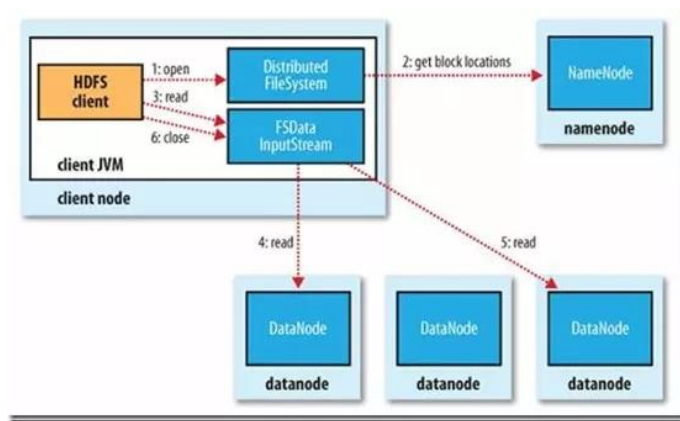 HDFS
client
1: open
3: read
6: close
Distributed
FileSystem
FSData
InputStream
client JVM
client node
2: get block locations
NameNode
namenode
4: read
5: read
DataNode
datanode
DataNode
datanode
DataNode
datanode